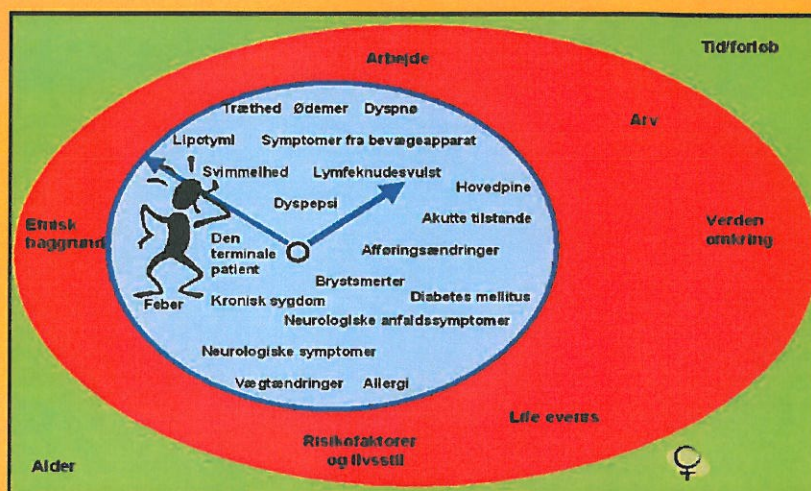 Tid/forløb
Arbejde
Træthed Ødemer Dyspnø
Arv
Lipotymi Symptomer fra bevægeapparat
Svimmelhed Lymfeknudesvulst
Hovedpine
Dyspepsi
Akutte tilstande
Etnisk
baggrund
Verden
omkring
Den
terminale
patient
Afføringsændringer
Brystsmerter
Feber
Kronisk sygdom
Diabetes mellitus
Neurologiske anfaldssymptomer
Neurologiske symptomer
Vægtændringer Allergi
Life events
Risikofaktorer
og livsstil
Alder
♀